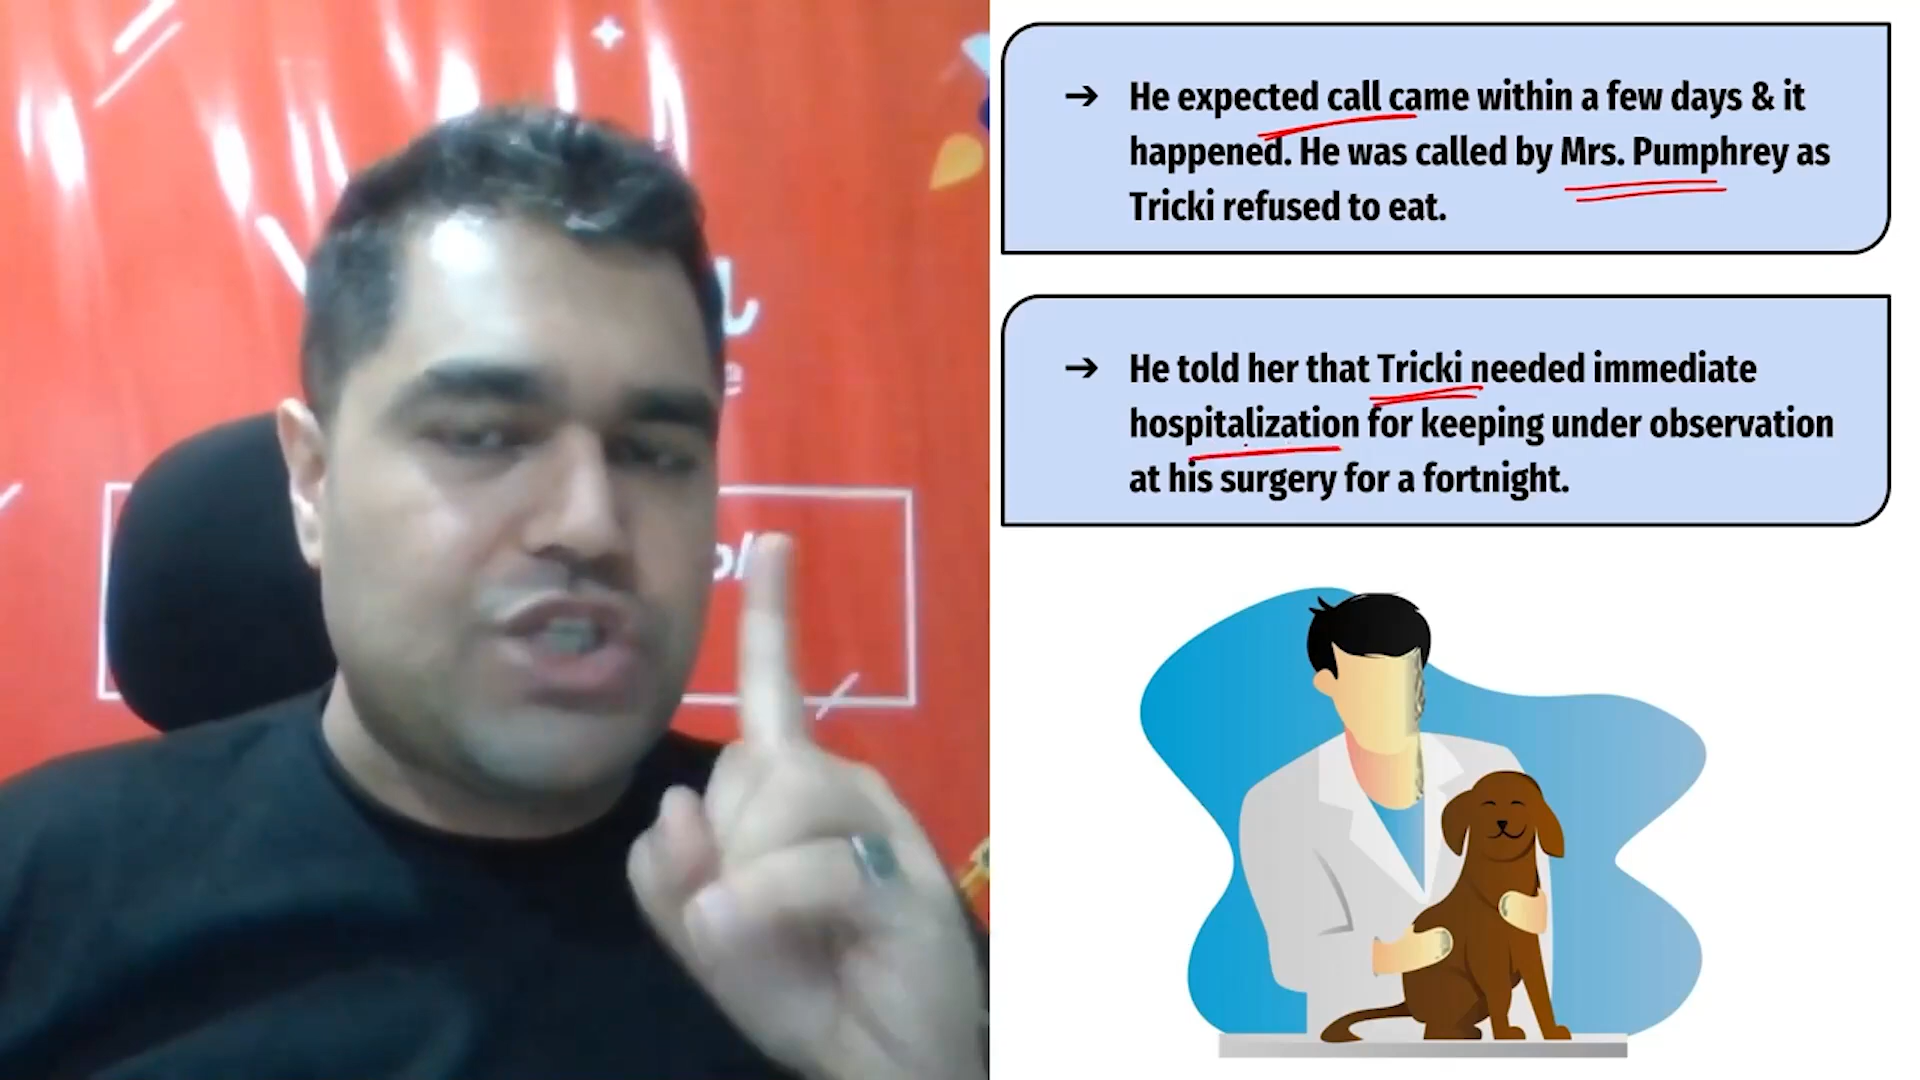 → He expected call came within a few days & it
happened. He was called by Mrs. Pumphrey as
Tricki refused to eat.
→ He told her that Tricki needed immediate
hospitalization for keeping under observation
at his surgery for a fortnight.